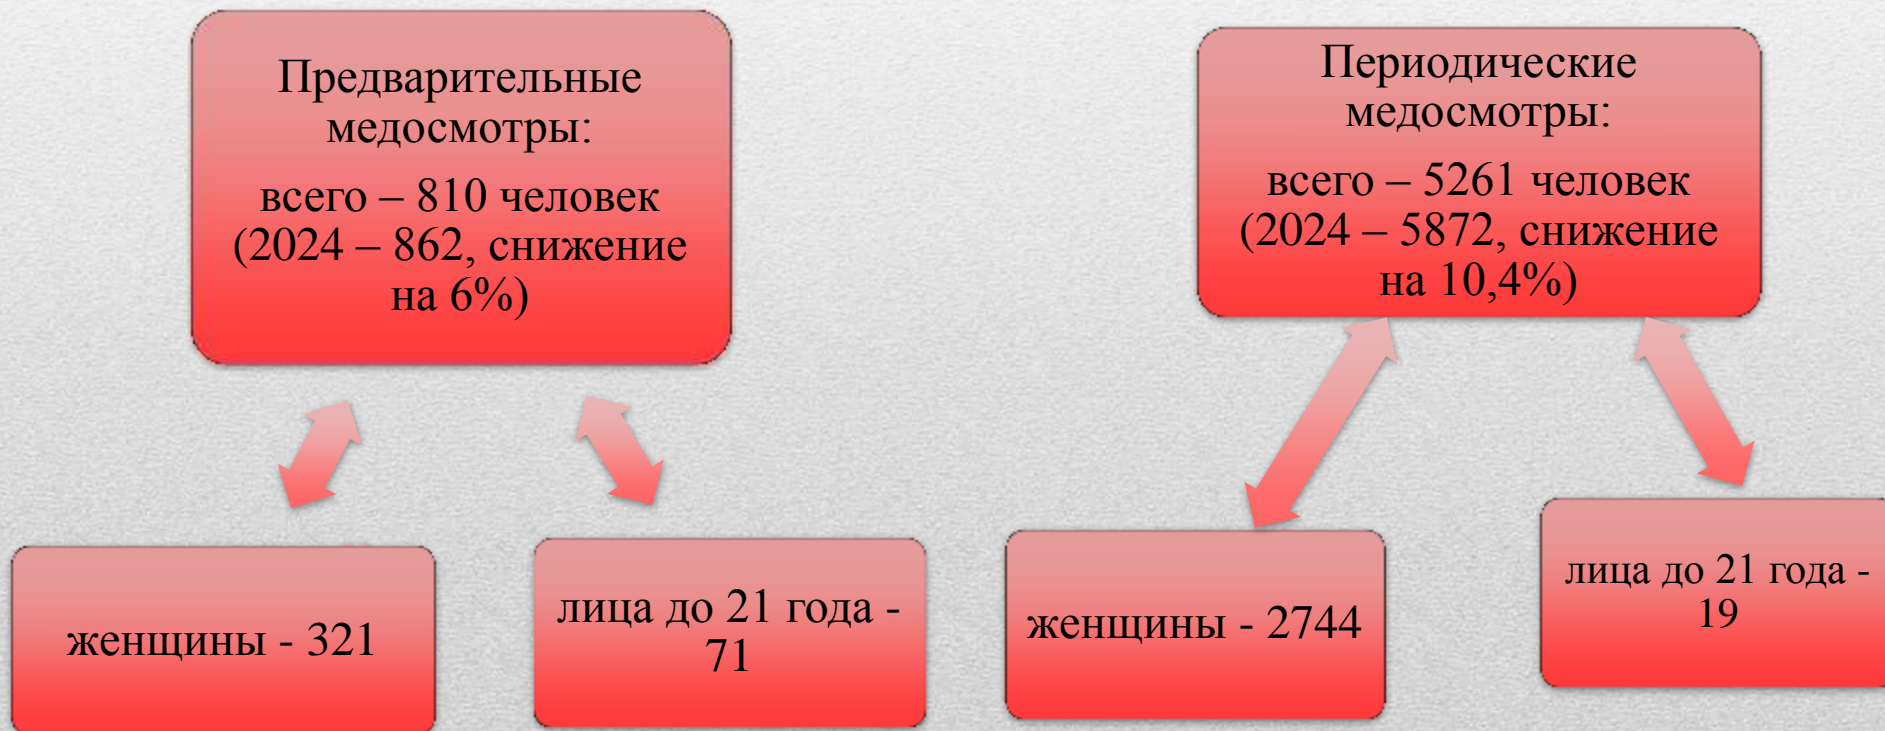 Предварительные
медосмотры:
всего – 810 человек
(2024 – 862, снижение
на 6%)
Периодические
медосмотры:
всего – 5261 человек
(2024 – 5872, снижение
на 10,4%)
женщины - 321
лица до 21 года -
71
женщины - 2744
лица до 21 года -
19